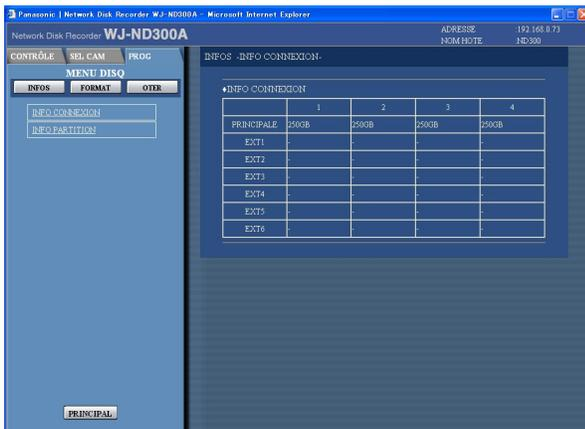 Panasonic | Network Disk Recorder WJ-ND300A - Microsoft Internet Explorer
Network Disk Recorder WJ-ND300A
ADRESSE :192.168.0.73
NOM HOTE :ND300
CONTRÔLE SEL CAM PROG
MENU DISQ
INFOS FORMAT OTER
INFO CONNEXION
INFO PARTITION
PRINCIPAL
INFOS -INFO CONNEXION-
♦INFO CONNEXION
1 2 3 4
PRINCIPALE 250GB 250GB 250GB 250GB
EXT1 - - - -
EXT2 - - - -
EXT3 - - - -
EXT4 - - - -
EXT5 - - - -
EXT6 - - - -